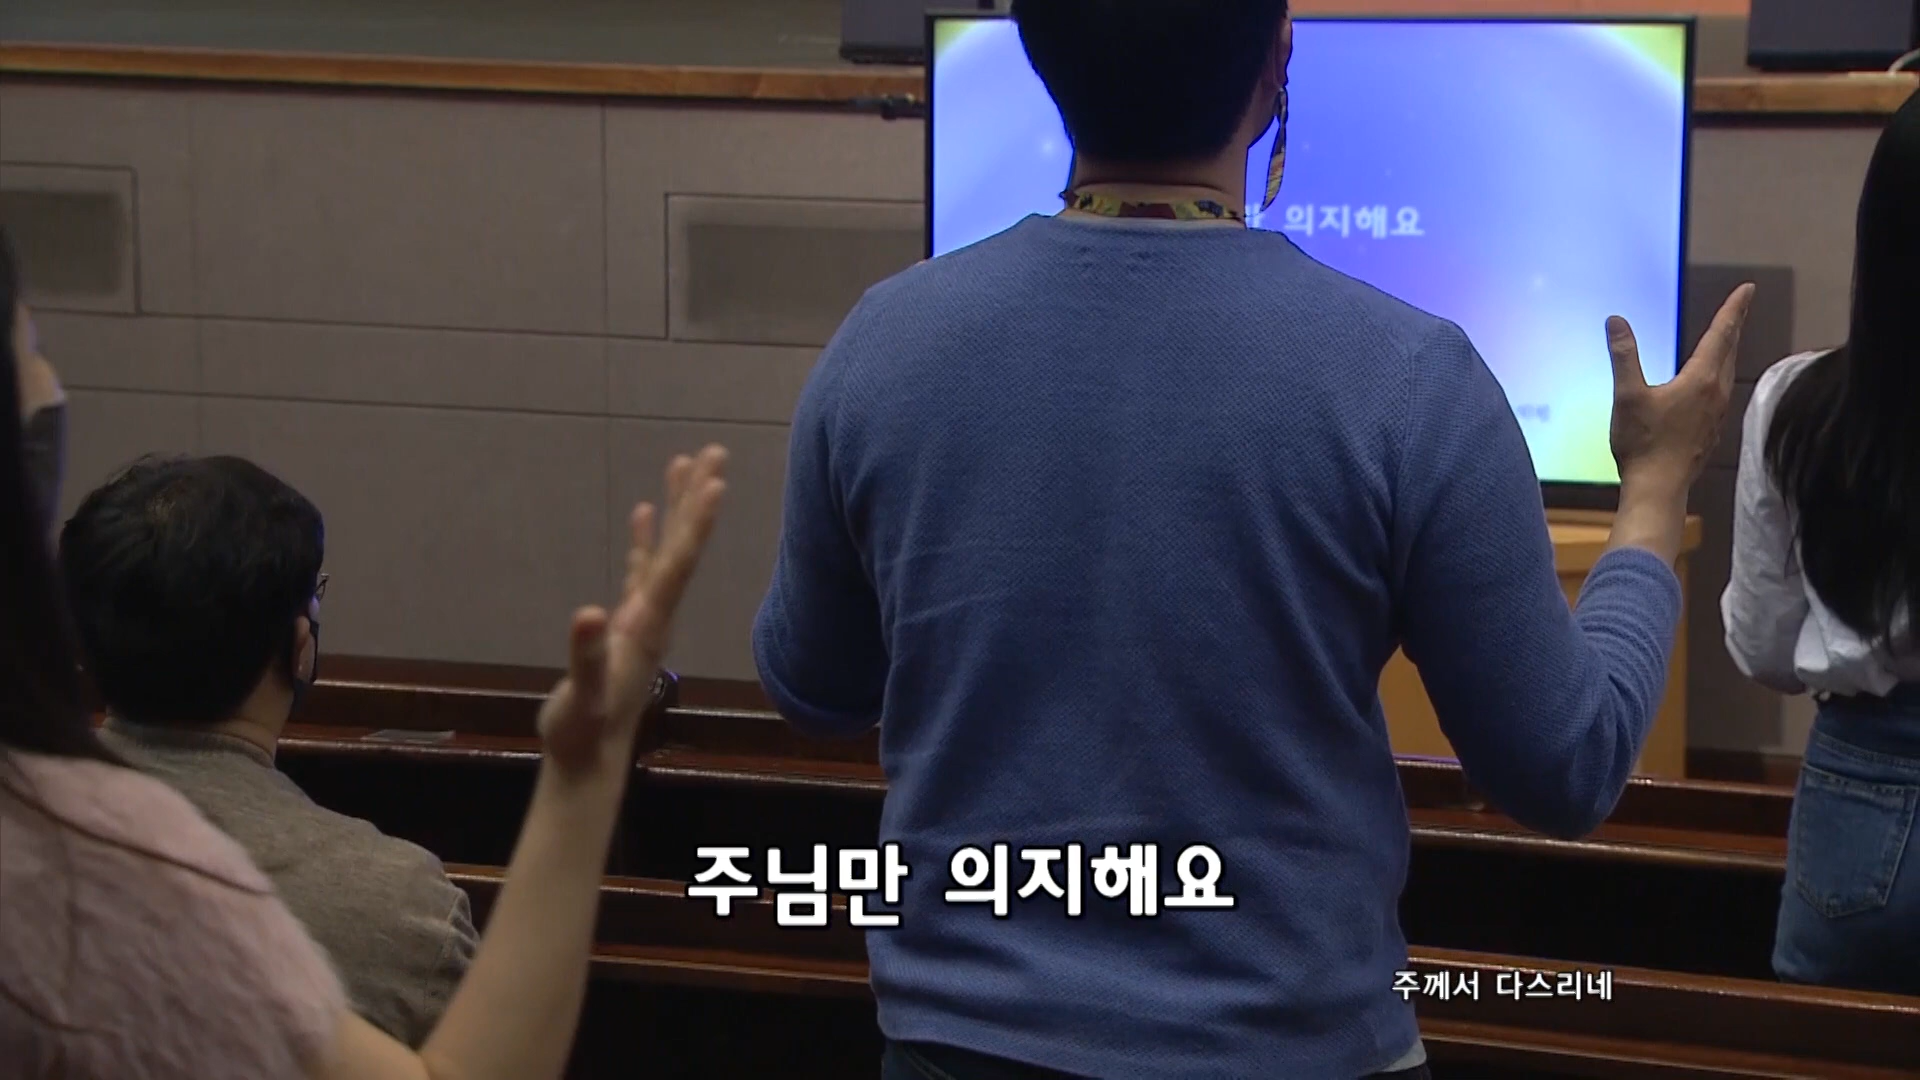 의지해요
주님만 의지해요
주께서 다스리네